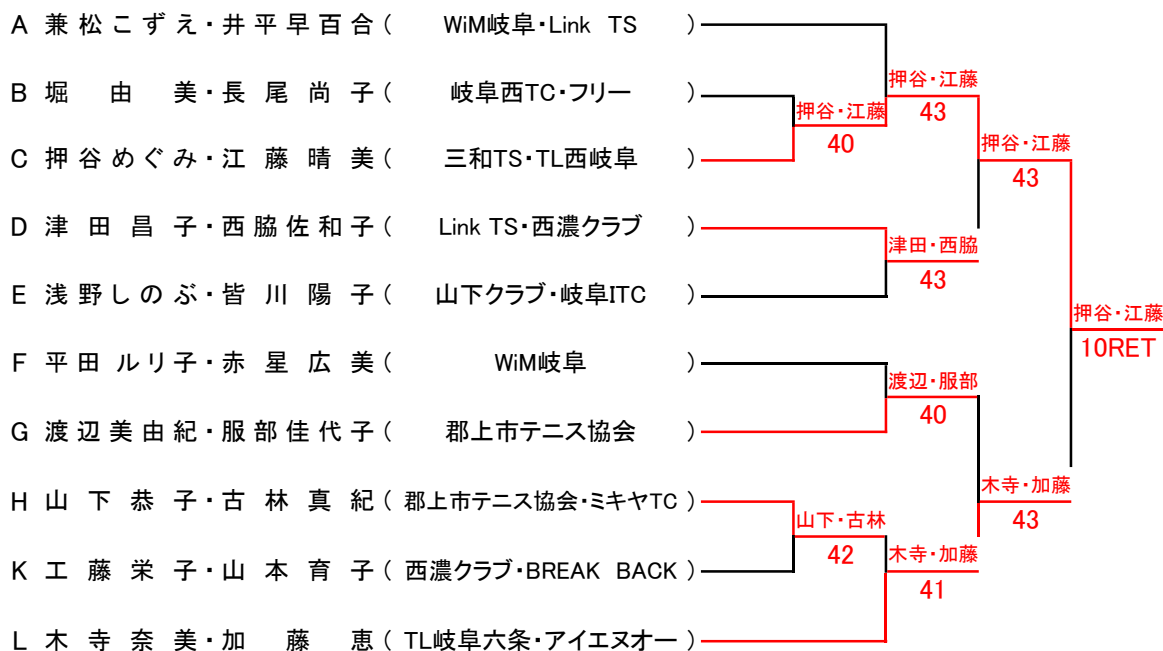 A 兼松こずえ・井平早百合( WiM岐阜・Link TS )
押谷・江藤
B 堀由美・長尾尚子( 岐阜西TC・フリー )
43
押谷・江藤
40
押谷・江藤
C 押谷めぐみ・江藤晴美( 三和TS・TL西岐阜 )
43
D 津田昌子・西脇佐和子( Link TS・西濃クラブ )
津田・西脇
43
E 浅野しのぶ・皆川陽子( 山下クラブ・岐阜ITC )
押谷・江藤
10RET
F 平田ルリ子・赤星広美( WiM岐阜 )
渡辺・服部
40
G 渡辺美由紀・服部佳代子( 郡上市テニス協会 )
木寺・加藤
H 山下恭子・古林真紀( 郡上市テニス協会・ミキヤTC )
43
山下・古林
42
木寺・加藤
K 工藤栄子・山本育子( 西濃クラブ・BREAK BACK )
41
L 木寺奈美・加藤恵( TL岐阜六条・アイエヌオー )